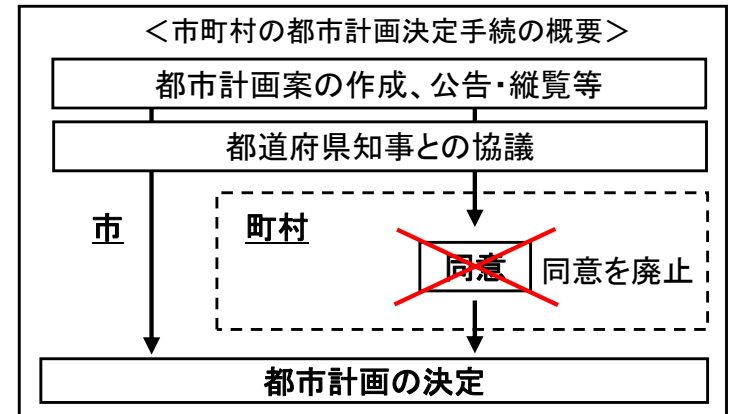 ＜市町村の都市計画決定手続の概要＞
都市計画案の作成、公告・縦覧等
都道府県知事との協議
市
町村
同意
同意を廃止
都市計画の決定